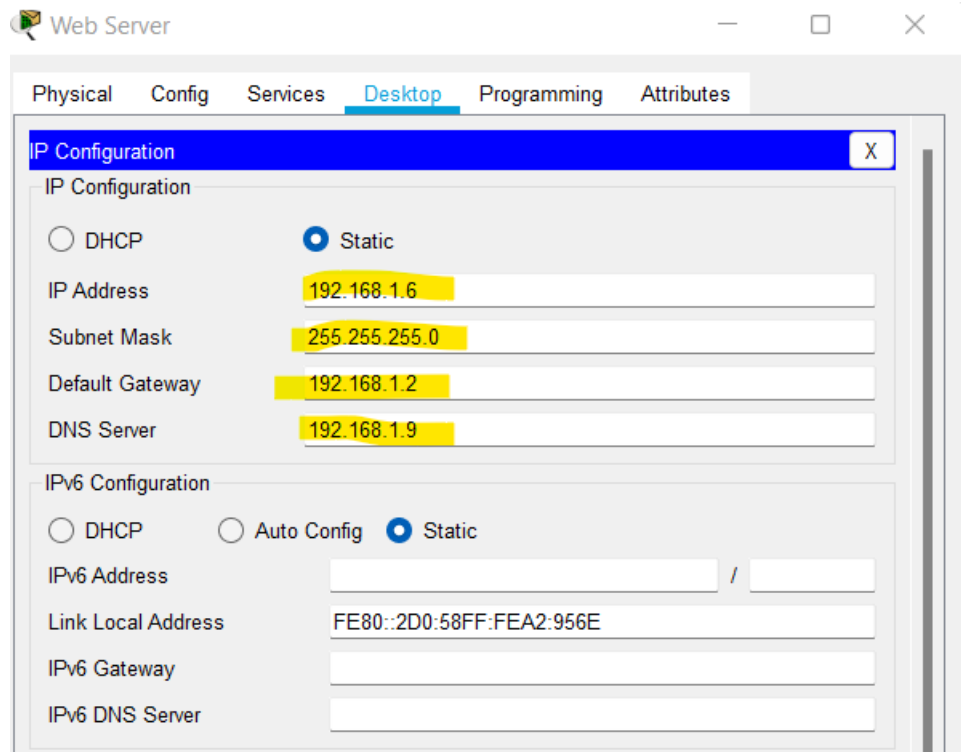 Web Server
Physical Config Services Desktop Programming Attributes
IP Configuration X
IP Configuration
DHCP Static
IP Address 192.168.1.6
Subnet Mask 255.255.255.0
Default Gateway 192.168.1.2
DNS Server 192.168.1.9
IPv6 Configuration
DHCP Auto Config Static
IPv6 Address /
Link Local Address FE80::2D0:58FF:FEA2:956E
IPv6 Gateway
IPv6 DNS Server